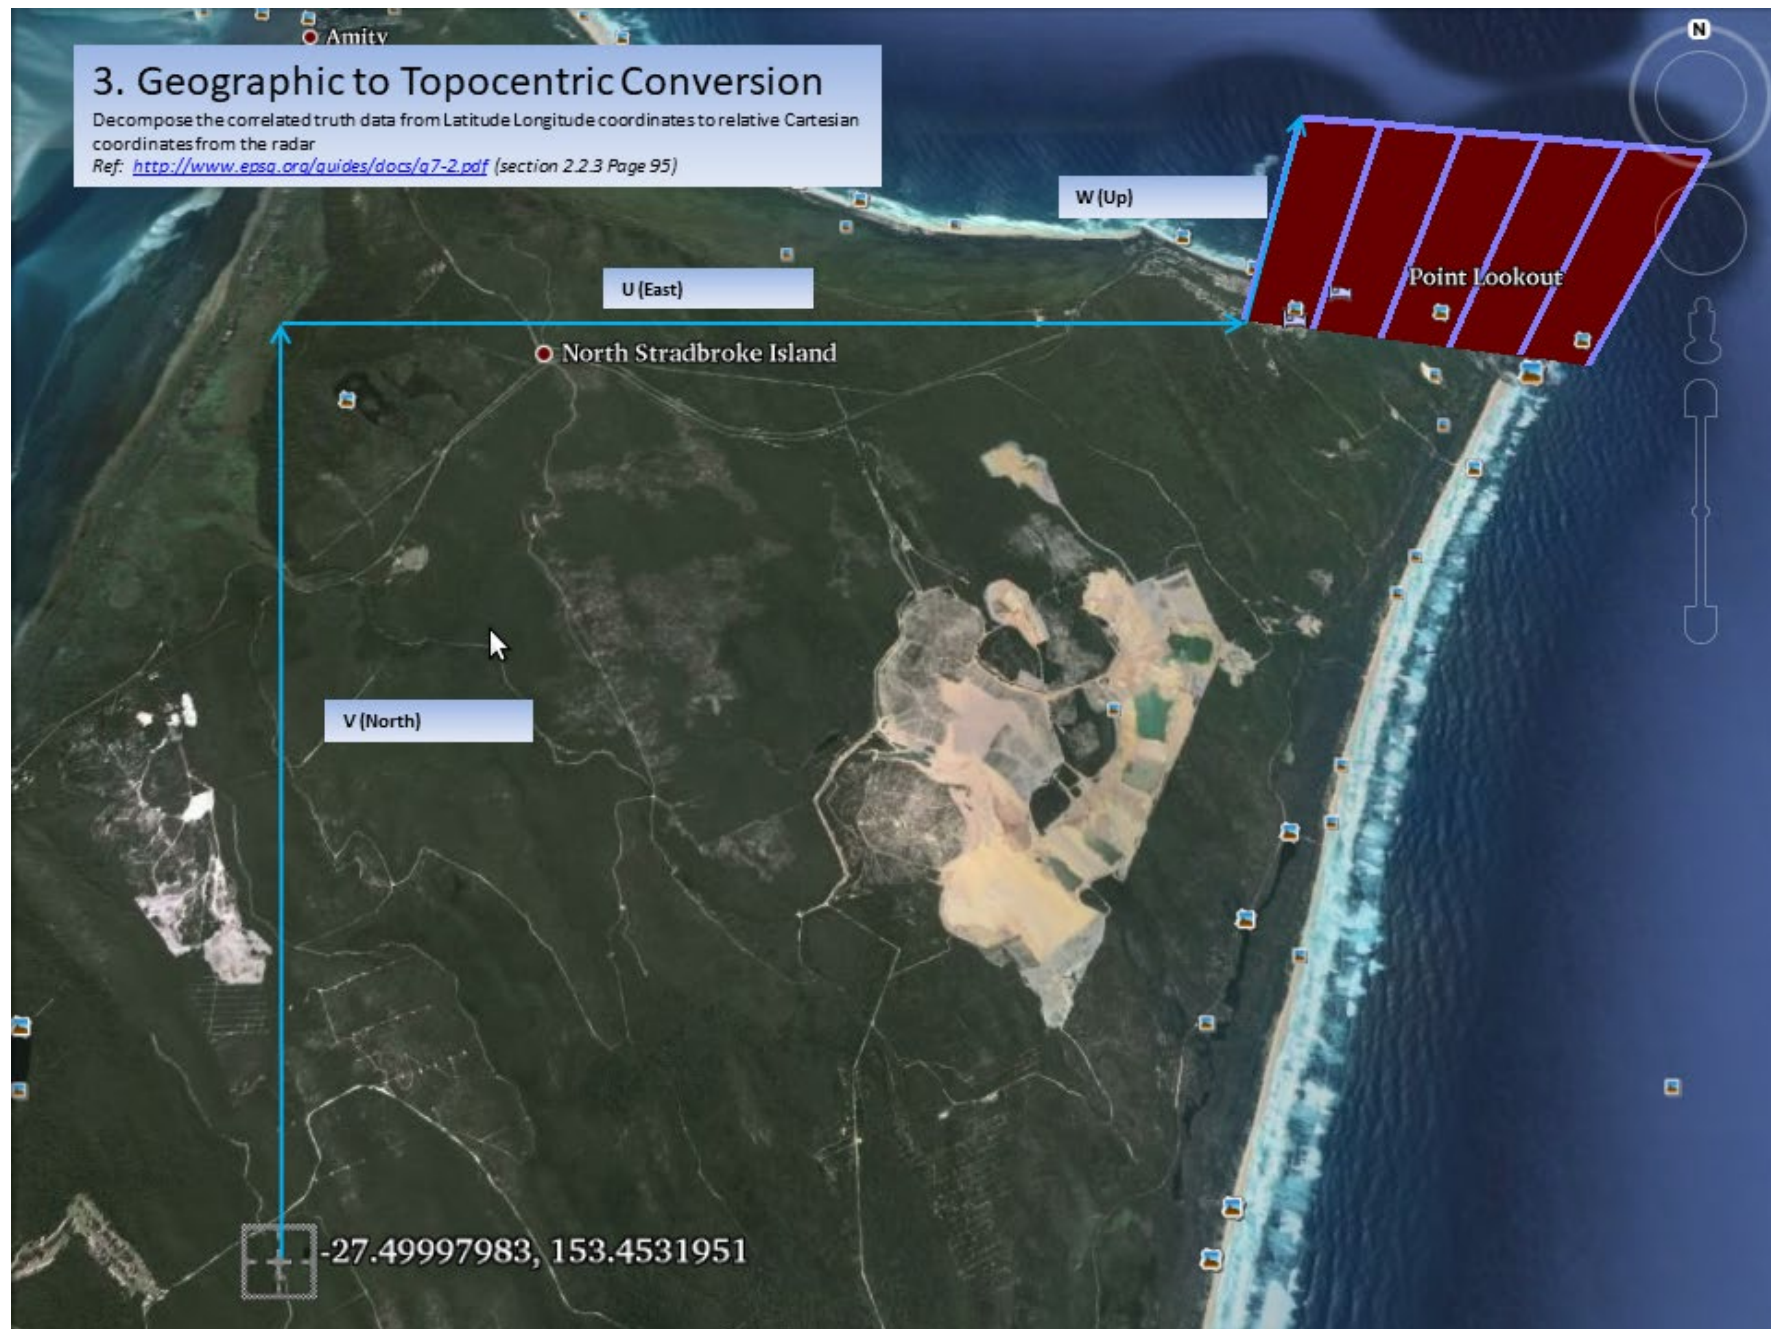 Amity
3. Geographic to Topocentric Conversion
Decompose the correlated truth data from Latitude Longitude coordinates to relative Cartesian
coordinates from the radar
Ref: http://www.epsg.org/guides/docs/g7-2.pdf (section 2.2.3 Page 95)
N
W (Up)
Point Lookout
U (East)
North Stradbroke Island
V (North)
-27.49997983, 153.4531951